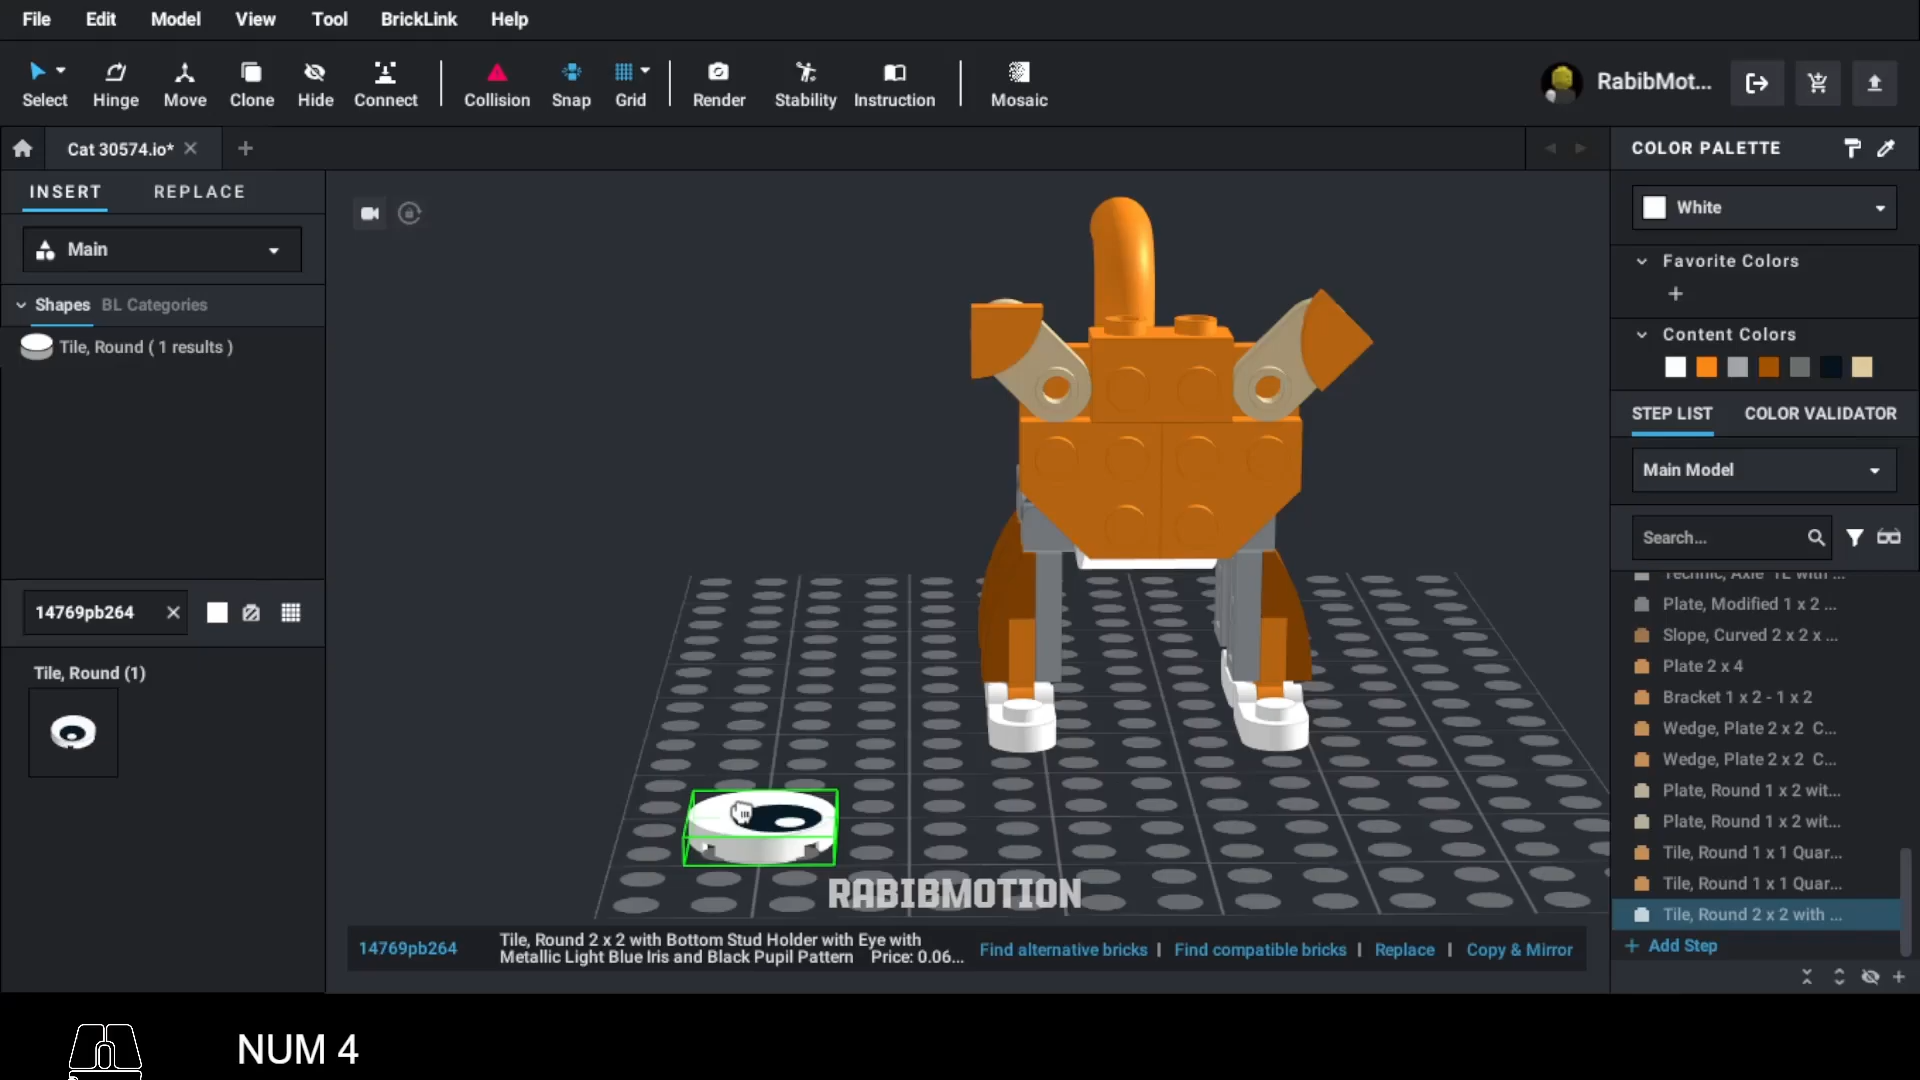 File Edit Model View Tool BrickLink Help
Select Hinge Move Clone Hide Connect Collision Snap Grid Render Stability Instruction Mosaic RabibMot...
Cat 30574.io*
INSERT REPLACE
Main
Shapes BL Categories
Tile, Round ( 1 results )
14769pb264
Tile, Round (1)
RABIBMOTION
14769pb264
Tile, Round 2 x 2 with Bottom Stud Holder with Eye with
Metallic Light Blue Iris and Black Pupil Pattern Price: 0.06...
Find alternative bricks | Find compatible bricks | Replace | Copy & Mirror
COLOR PALETTE
White
Favorite Colors
Content Colors
STEP LIST COLOR VALIDATOR
Main Model
Search...
Technic, Axle 1L with ...
Plate, Modified 1 x 2 ...
Slope, Curved 2 x 2 x ...
Plate 2 x 4
Bracket 1 x 2 - 1 x 2
Wedge, Plate 2 x 2 C...
Wedge, Plate 2 x 2 C...
Plate, Round 1 x 2 wit...
Plate, Round 1 x 2 wit...
Tile, Round 1 x 1 Quar...
Tile, Round 1 x 1 Quar...
Tile, Round 2 x 2 with ...
Add Step
NUM 4